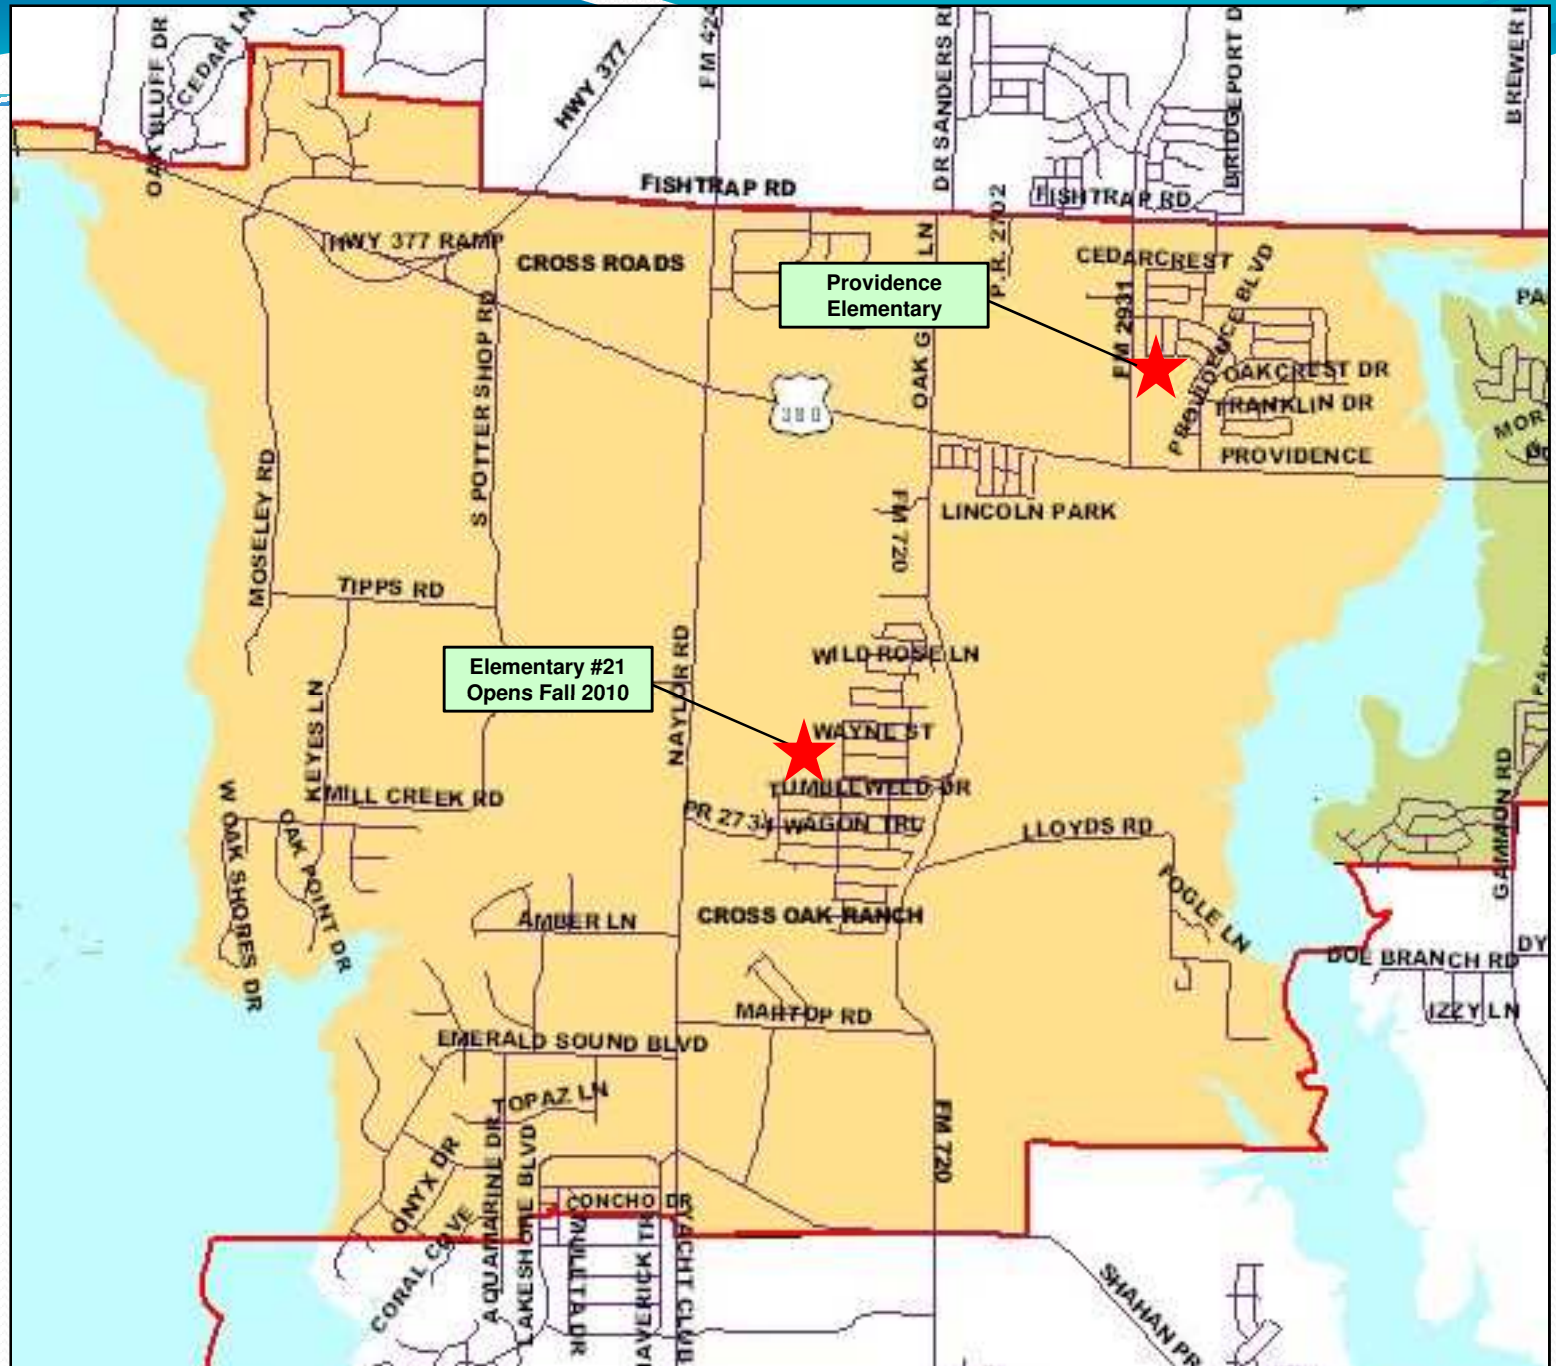 OAK BLUFF DR
CEDAR LN
HWY 377
FM 424
DR SANDERS RD
BRIDGEPORT D
BREWER
FISHTRAP RD
FISHTRAP RD
P.R. 2702
HWY 377 RAMP
CROSS ROADS
LN
CEDARCREST
Providence
Elementary
PA
S POTTER SHOP RD
OAK G
FM 2931
PROVIDENCE BLVD
OAKCREST DR
380
FRANKLIN DR
MOR
PROVIDENCE
MOSELEY RD
FM 720
LINCOLN PARK
TIPPS RD
WILD ROSE LN
Elementary #21
Opens Fall 2010
NAYLOR RD
KEYES LN
WAYNE ST
TUMBLEWEED DR
MILL CREEK RD
PR 2734
WAGON TRL
LLOYDS RD
GAMMON RD
W OAK SHORES DR
OAK POINT DR
FOGLE LN
AMBER LN
CROSS OAK RANCH
DOE BRANCH RD
DY
IZZY LN
MARTOP RD
EMERALD SOUND BLVD
TOPAZ LN
FM 720
ONYX DR
AQUAMARINE DR
LAKESHORE BLVD
CONCHO DR
CORAL COVE
MAVERICK TR
YACHT CLUB
SHAHAN PR